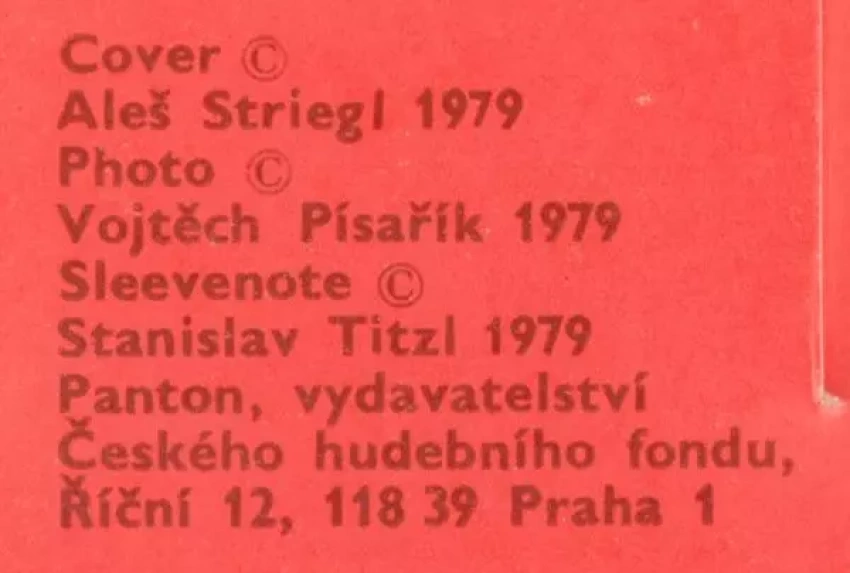 Cover ©
Aleš Striegl 1979
Photo ©
Vojtěch Písařík 1979
Sleevenote ©
Stanislav Titzl 1979
Panton, vydavatelství
Českého hudebního fondu,
Říční 12, 118 39 Praha 1